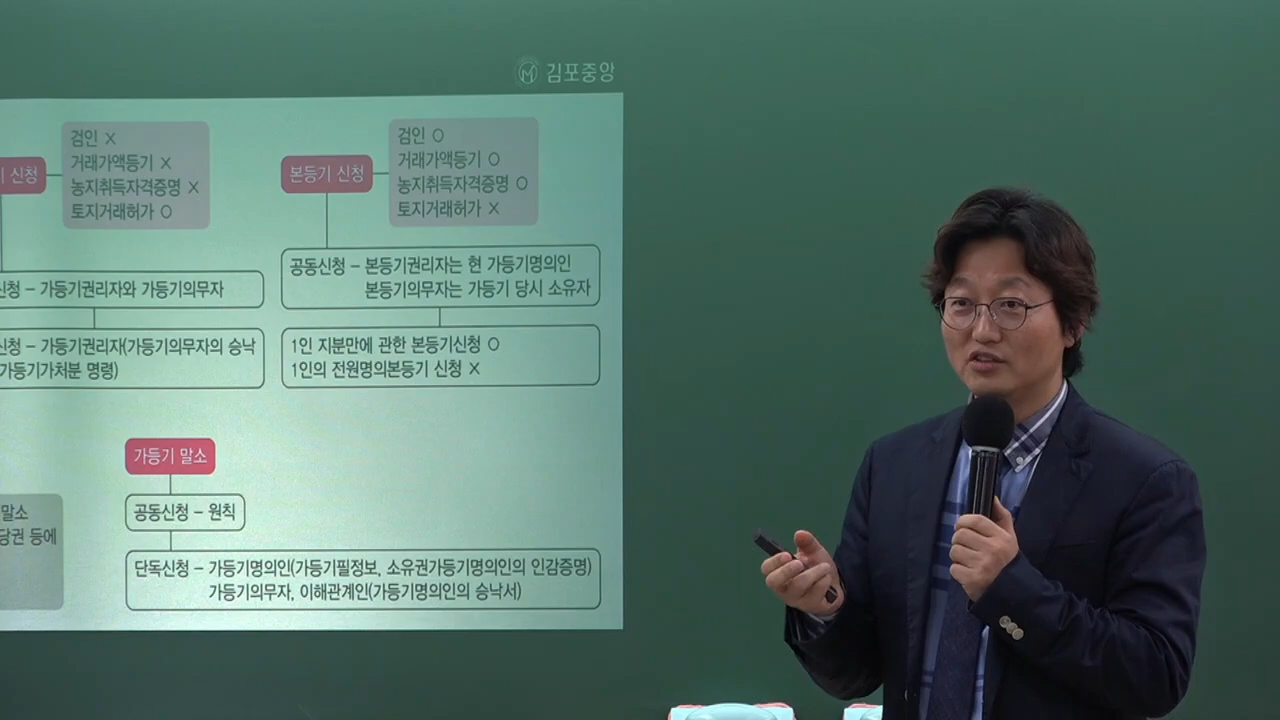 김포중앙
검인 X
거래가액등기 X
농지취득자격증명 X
토지거래허가 O
기 신청
신청 – 가등기권리자와 가등기의무자
신청 – 가등기권리자(가등기의무자의 승낙
가등기가처분 명령)
검인 O
거래가액등기 O
농지취득자격증명 O
토지거래허가 X
본등기 신청
공동신청 – 본등기권리자는 현 가등기명의인
본등기의무자는 가등기 당시 소유자
1인 지분만에 관한 본등기신청 O
1인의 전원명의본등기 신청 X
말소
당권 등에
가등기 말소
공동신청 – 원칙
단독신청 – 가등기명의인(가등기필정보, 소유권가등기명의인의 인감증명)
가등기의무자, 이해관계인(가등기명의인의 승낙서)